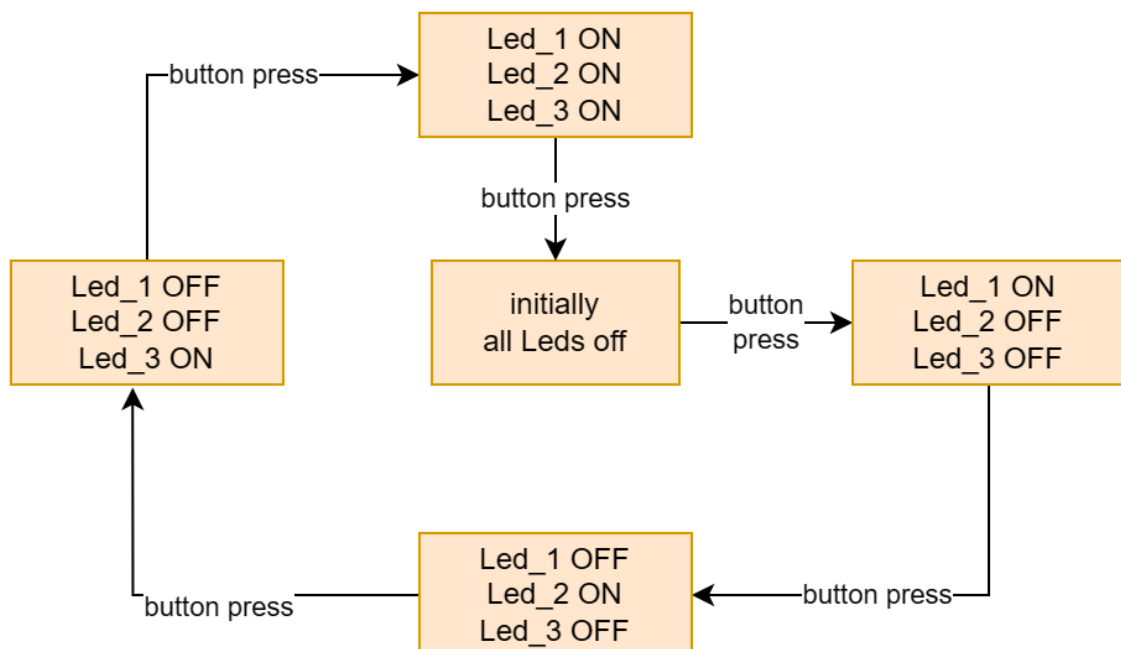 Led_1 ON
Led_2 ON
Led_3 ON
button press
button press
Led_1 OFF
Led_2 OFF
Led_3 ON
initially
all Leds off
button
press
Led_1 ON
Led_2 OFF
Led_3 OFF
Led_1 OFF
Led_2 ON
Led_3 OFF
button press
button press